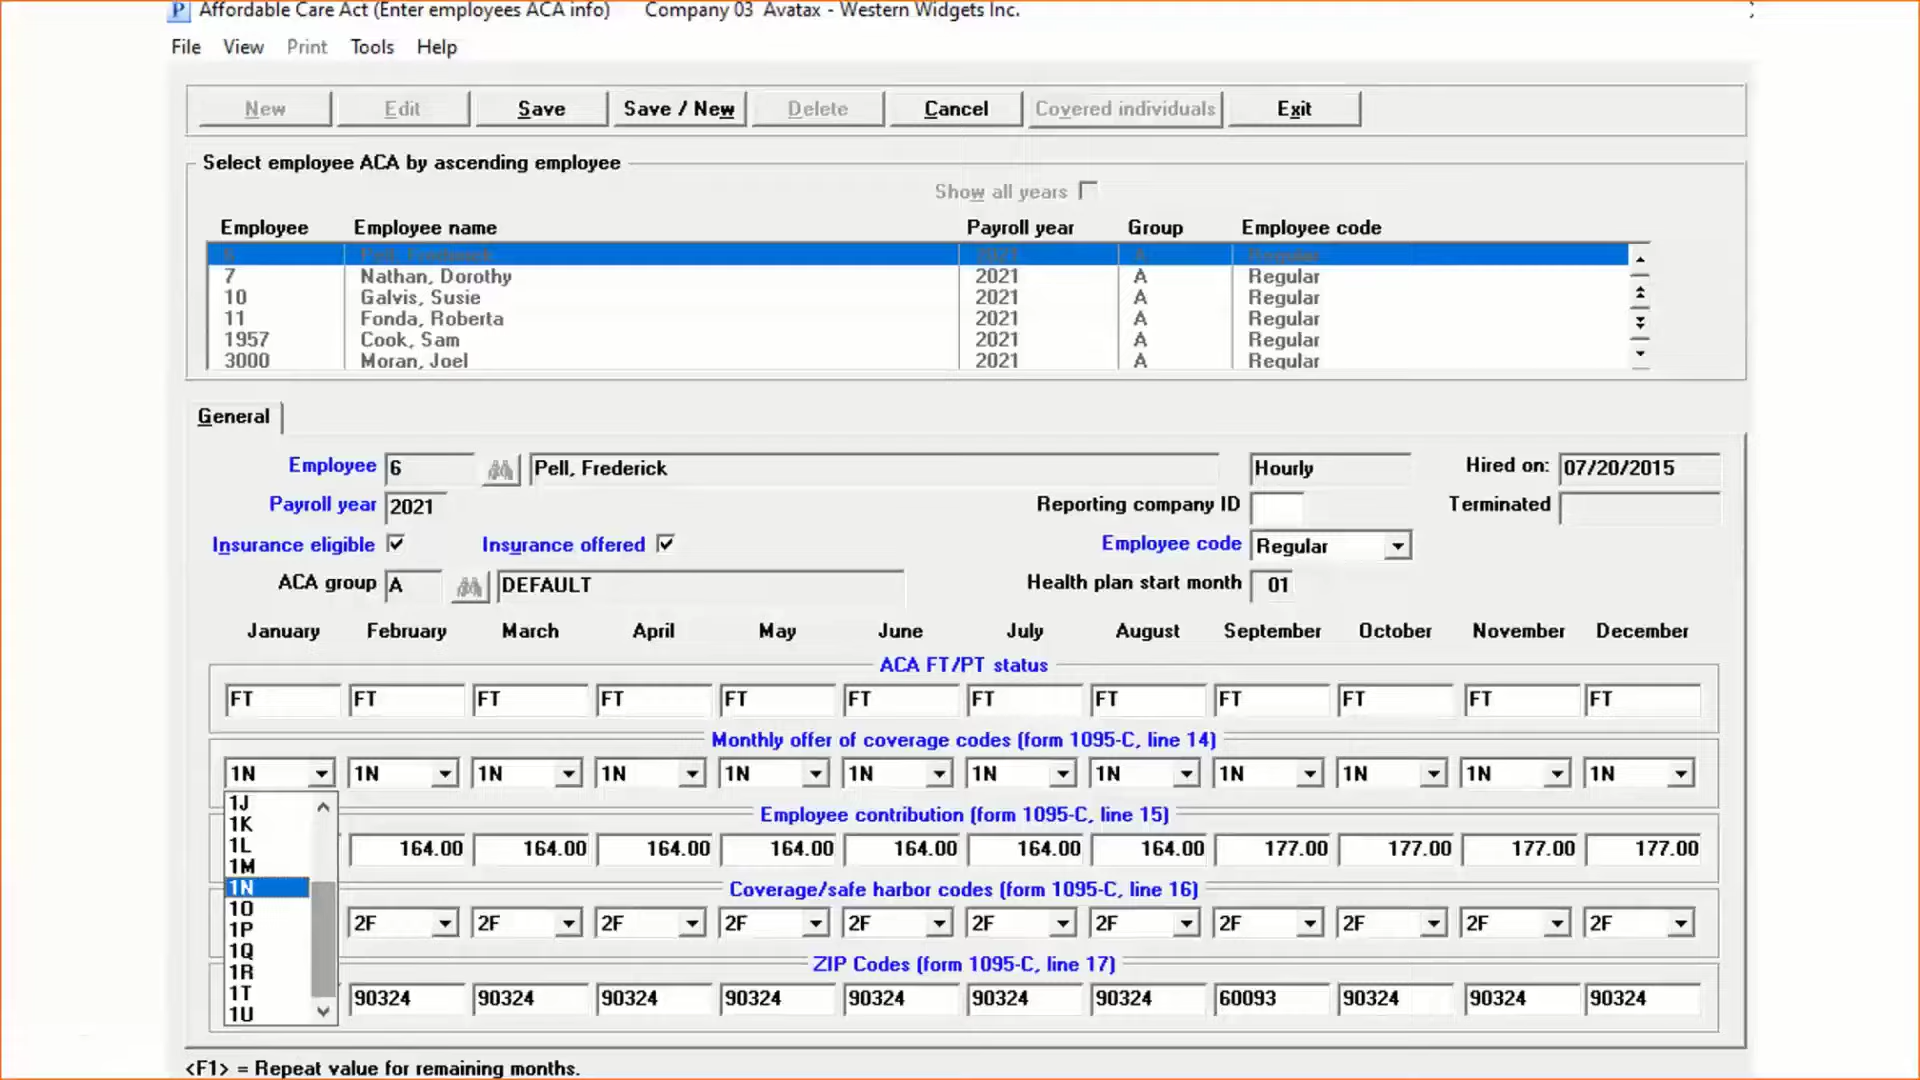 Affordable Care Act (Enter employees ACA info) Company 03 Avatax - Western Widgets Inc.
File View Print Tools Help
New Edit Save Save / New Delete Cancel Covered individuals Exit
Select employee ACA by ascending employee
Show all years
Employee Employee name Payroll year Group Employee code
6 Pell, Frederick 2021 A Regular
7 Nathan, Dorothy 2021 A Regular
10 Galvis, Susie 2021 A Regular
11 Fonda, Roberta 2021 A Regular
1957 Cook, Sam 2021 A Regular
3000 Moran, Joel 2021 A Regular
General
Employee 6 Pell, Frederick Hourly Hired on: 07/20/2015
Payroll year 2021 Reporting company ID Terminated
Insurance eligible Insurance offered Employee code Regular
ACA group A DEFAULT Health plan start month 01
January February March April May June July August September October November December
ACA FT/PT status
FT FT FT FT FT FT FT FT FT FT FT FT
Monthly offer of coverage codes (form 1095-C, line 14)
1N 1N 1N 1N 1N 1N 1N 1N 1N 1N 1N 1N
1J
Employee contribution (form 1095-C, line 15)
1K
1L 164.00 164.00 164.00 164.00 164.00 164.00 164.00 177.00 177.00 177.00 177.00
1M
1N Coverage/safe harbor codes (form 1095-C, line 16)
1O
1P 2F 2F 2F 2F 2F 2F 2F 2F 2F 2F 2F
1Q
1R ZIP Codes (form 1095-C, line 17)
1T 90324 90324 90324 90324 90324 90324 90324 60093 90324 90324 90324
1U
<F1> = Repeat value for remaining months.